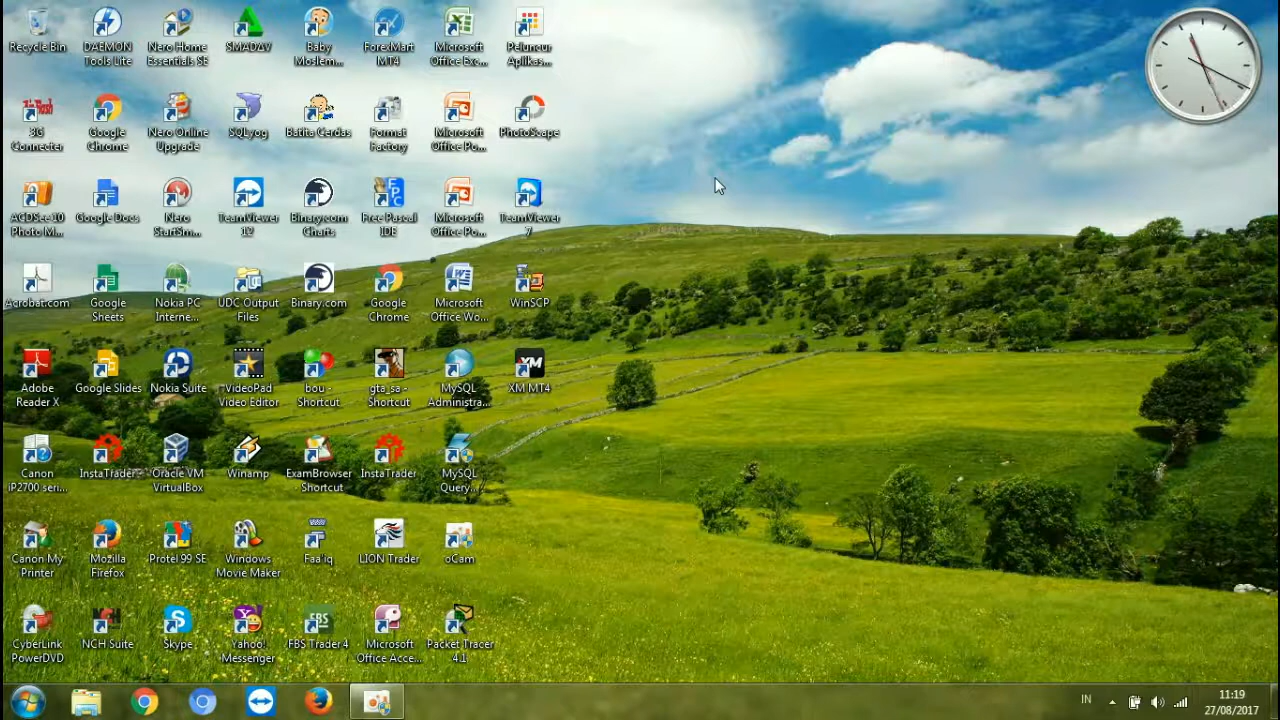 Recycle Bin
DAEMON
Tools Lite
Nero Home
Essentials SE
SMADΔV
Baby
Moslem...
ForexMart
MT4
Microsoft
Office Exc...
Peluncur
Aplikas...
3G
Connecter
Google
Chrome
Nero Online
Upgrade
SQLyog
Batita Cerdas
Format
Factory
Microsoft
Office Po...
PhotoScape
ACDSee 10
Photo M...
Google Docs
Nero
StartSm...
TeamViewer
12
Binary.com
Charts
Free Pascal
IDE
Microsoft
Office Po...
TeamViewer
7
Acrobat.com
Google
Sheets
Nokia PC
Interne...
UDC Output
Files
Binary.com
Google
Chrome
Microsoft
Office Wo...
WinSCP
Adobe
Reader X
Google Slides
Nokia Suite
VideoPad
Video Editor
bou -
Shortcut
gta_sa -
Shortcut
MySQL
Administra...
XM MT4
Canon
iP2700 seri...
InstaTrader
Oracle VM
VirtualBox
Winamp
ExamBrowser
- Shortcut
InstaTrader
MySQL
Query...
Canon My
Printer
Mozilla
Firefox
Protel 99 SE
Windows
Movie Maker
Faa'iq
LION Trader
oCam
CyberLink
PowerDVD
NCH Suite
Skype
Yahoo!
Messenger
FBS Trader 4
Microsoft
Office Acce...
Packet Tracer
4.1
IN
11:19
27/08/2017